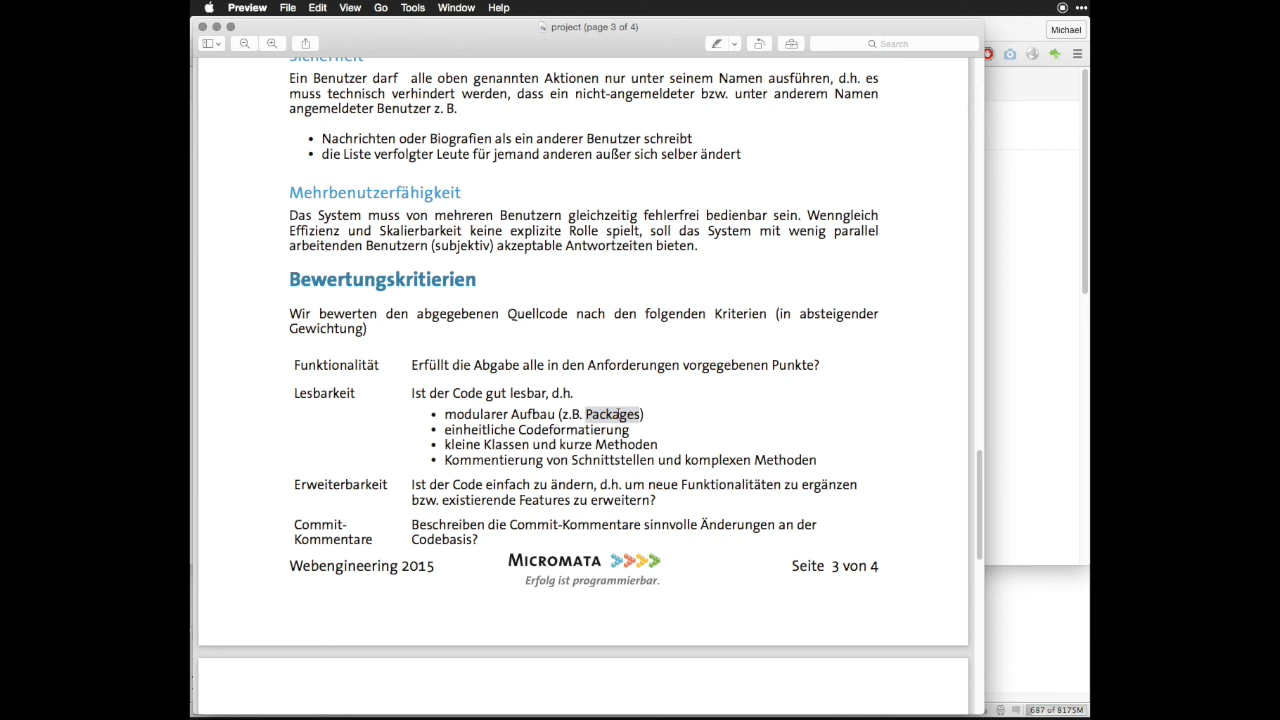 Preview File Edit View Go Tools Window Help
project (page 3 of 4)
Michael
Search
Sicherheit
Ein Benutzer darf alle oben genannten Aktionen nur unter seinem Namen ausführen, d.h. es
muss technisch verhindert werden, dass ein nicht-angemeldeter bzw. unter anderem Namen
angemeldeter Benutzer z. B.
• Nachrichten oder Biografien als ein anderer Benutzer schreibt
• die Liste verfolgter Leute für jemand anderen außer sich selber ändert
Mehrbenutzerfähigkeit
Das System muss von mehreren Benutzern gleichzeitig fehlerfrei bedienbar sein. Wenngleich
Effizienz und Skalierbarkeit keine explizite Rolle spielt, soll das System mit wenig parallel
arbeitenden Benutzern (subjektiv) akzeptable Antwortzeiten bieten.
Bewertungskritierien
Wir bewerten den abgegebenen Quellcode nach den folgenden Kriterien (in absteigender
Gewichtung)
Funktionalität Erfüllt die Abgabe alle in den Anforderungen vorgegebenen Punkte?
Lesbarkeit Ist der Code gut lesbar, d.h.
• modularer Aufbau (z.B. Packages)
• einheitliche Codeformatierung
• kleine Klassen und kurze Methoden
• Kommentierung von Schnittstellen und komplexen Methoden
Erweiterbarkeit Ist der Code einfach zu ändern, d.h. um neue Funktionalitäten zu ergänzen
bzw. existierende Features zu erweitern?
Commit- Beschreiben die Commit-Kommentare sinnvolle Änderungen an der
Kommentare Codebasis?
Webengineering 2015 MICROMATA Seite 3 von 4
Erfolg ist programmierbar.
687 of 8175M